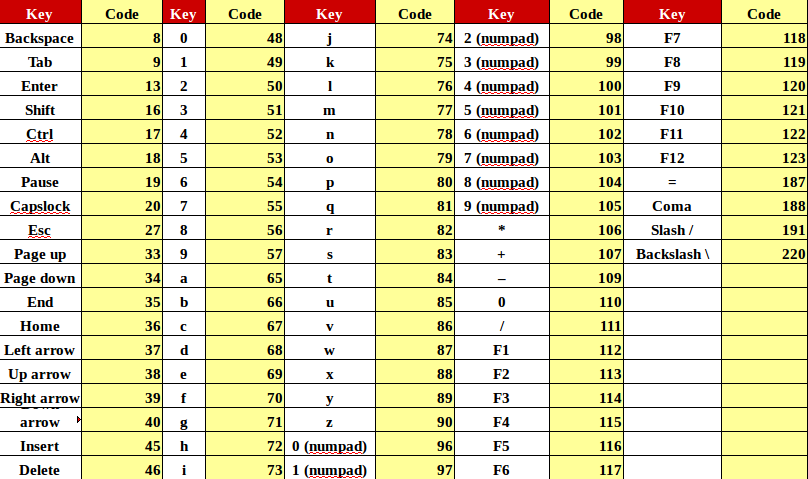 Key Code Key Code Key Code Key Code Key Code
Backspace 8 0 48 j 74 2 (numpad) 98 F7 118
Tab 9 1 49 k 75 3 (numpad) 99 F8 119
Enter 13 2 50 l 76 4 (numpad) 100 F9 120
Shift 16 3 51 m 77 5 (numpad) 101 F10 121
Ctrl 17 4 52 n 78 6 (numpad) 102 F11 122
Alt 18 5 53 o 79 7 (numpad) 103 F12 123
Pause 19 6 54 p 80 8 (numpad) 104 = 187
Capslock 20 7 55 q 81 9 (numpad) 105 Coma 188
Esc 27 8 56 r 82 * 106 Slash / 191
Page up 33 9 57 s 83 + 107 Backslash \ 220
Page down 34 a 65 t 84 – 109
End 35 b 66 u 85 0 110
Home 36 c 67 v 86 / 111
Left arrow 37 d 68 w 87 F1 112
Up arrow 38 e 69 x 88 F2 113
Right arrow 39 f 70 y 89 F3 114
arrow 40 g 71 z 90 F4 115
Insert 45 h 72 0 (numpad) 96 F5 116
Delete 46 i 73 1 (numpad) 97 F6 117